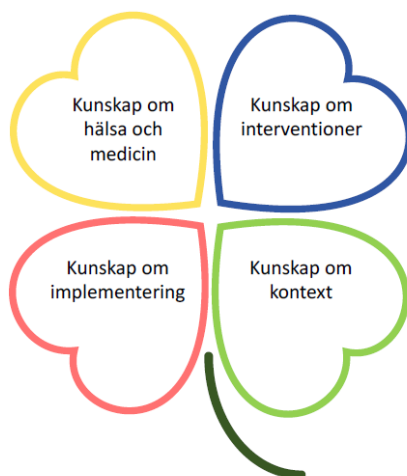 Kunskap om
hälsa och
medicin
Kunskap om
interventioner
Kunskap om
implementering
Kunskap om
kontext